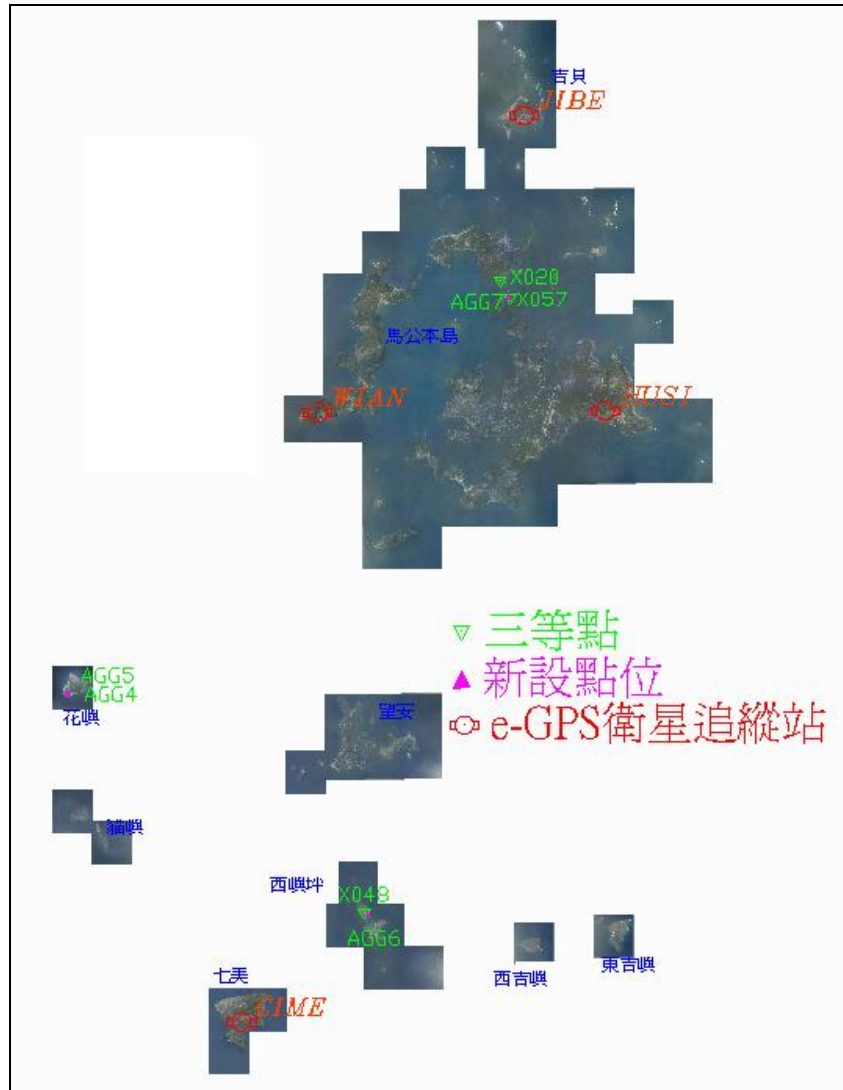 吉貝
JIBE
X020
AGG7 X057
馬公本島
WIAN
HUSI
三等點
AGG5
AGG4
新設點位
花嶼
望安
e-GPS衛星追縱站
貓嶼
西嶼坪
X048
AGG6
西吉嶼
東吉嶼
七美
CIME